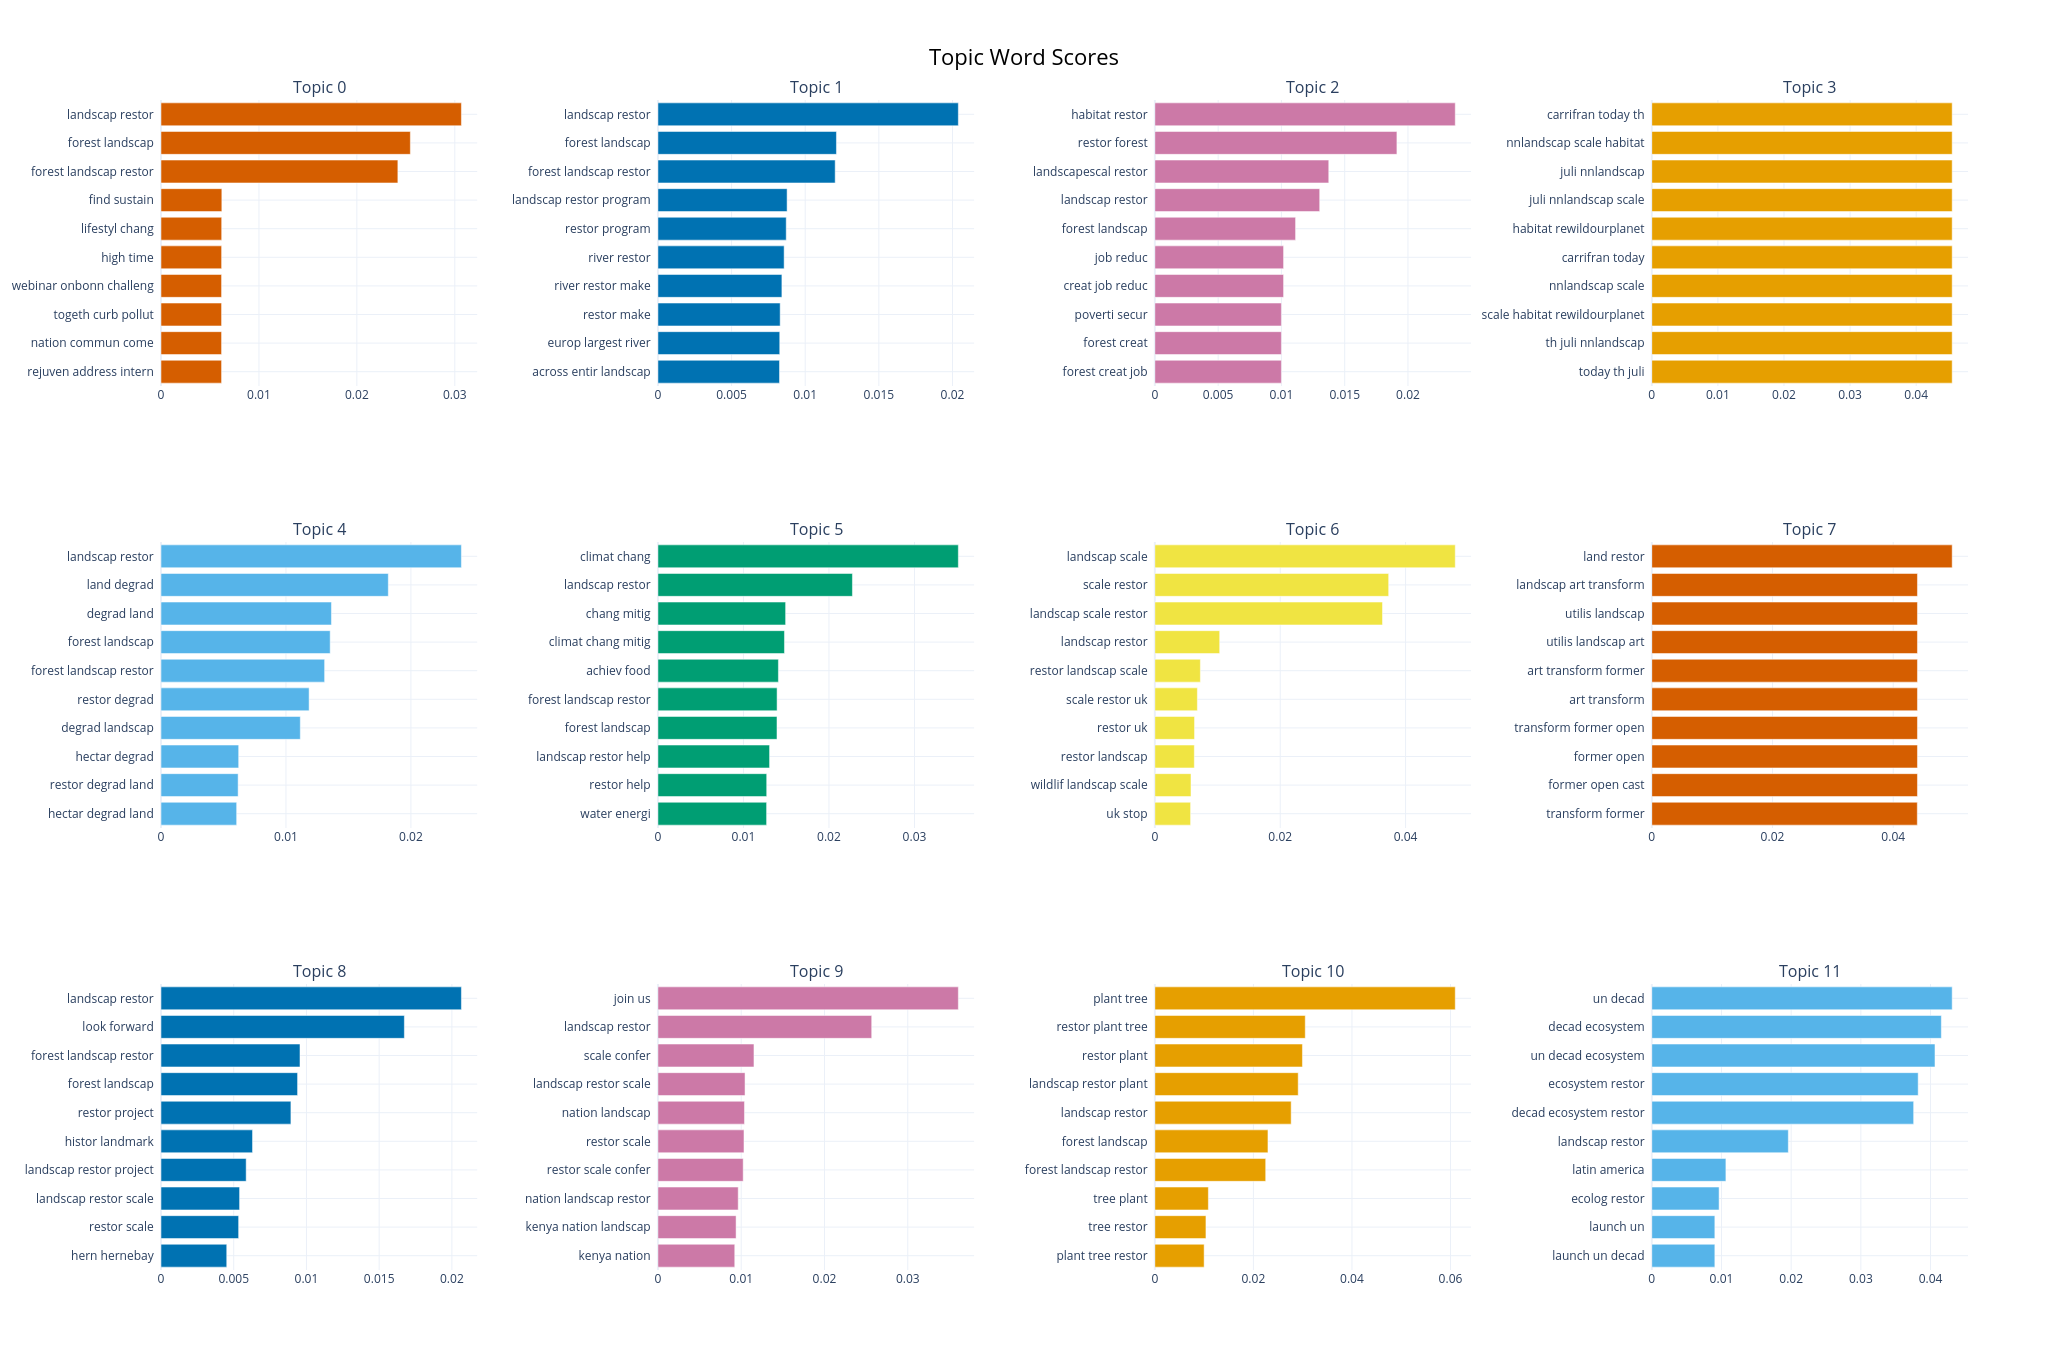 Topic Word Scores
Topic 0
landscap restor
forest landscap
forest landscap restor
find sustain
lifestyl chang
high time
webinar onbonn challeng
togeth curb pollut
nation commun come
rejuven address intern
0 0.01 0.02 0.03
Topic 1
landscap restor
forest landscap
forest landscap restor
landscap restor program
restor program
river restor
river restor make
restor make
europ largest river
across entir landscap
0 0.005 0.01 0.015 0.02
Topic 2
habitat restor
restor forest
landscapescal restor
landscap restor
forest landscap
job reduc
creat job reduc
poverti secur
forest creat
forest creat job
0 0.005 0.01 0.015 0.02
Topic 3
carrifran today th
nnlandscap scale habitat
juli nnlandscap
juli nnlandscap scale
habitat rewildourplanet
carrifran today
nnlandscap scale
scale habitat rewildourplanet
th juli nnlandscap
today th juli
0 0.01 0.02 0.03 0.04
Topic 4
landscap restor
land degrad
degrad land
forest landscap
forest landscap restor
restor degrad
degrad landscap
hectar degrad
restor degrad land
hectar degrad land
0 0.01 0.02
Topic 5
climat chang
landscap restor
chang mitig
climat chang mitig
achiev food
forest landscap restor
forest landscap
landscap restor help
restor help
water energi
0 0.01 0.02 0.03
Topic 6
landscap scale
scale restor
landscap scale restor
landscap restor
restor landscap scale
scale restor uk
restor uk
restor landscap
wildlif landscap scale
uk stop
0 0.02 0.04
Topic 7
land restor
landscap art transform
utilis landscap
utilis landscap art
art transform former
art transform
transform former open
former open
former open cast
transform former
0 0.02 0.04
Topic 8
landscap restor
look forward
forest landscap restor
forest landscap
restor project
histor landmark
landscap restor project
landscap restor scale
restor scale
hern hernebay
0 0.005 0.01 0.015 0.02
Topic 9
join us
landscap restor
scale confer
landscap restor scale
nation landscap
restor scale
restor scale confer
nation landscap restor
kenya nation landscap
kenya nation
0 0.01 0.02 0.03
Topic 10
plant tree
restor plant tree
restor plant
landscap restor plant
landscap restor
forest landscap
forest landscap restor
tree plant
tree restor
plant tree restor
0 0.02 0.04 0.06
Topic 11
un decad
decad ecosystem
un decad ecosystem
ecosystem restor
decad ecosystem restor
landscap restor
latin america
ecolog restor
launch un
launch un decad
0 0.01 0.02 0.03 0.04